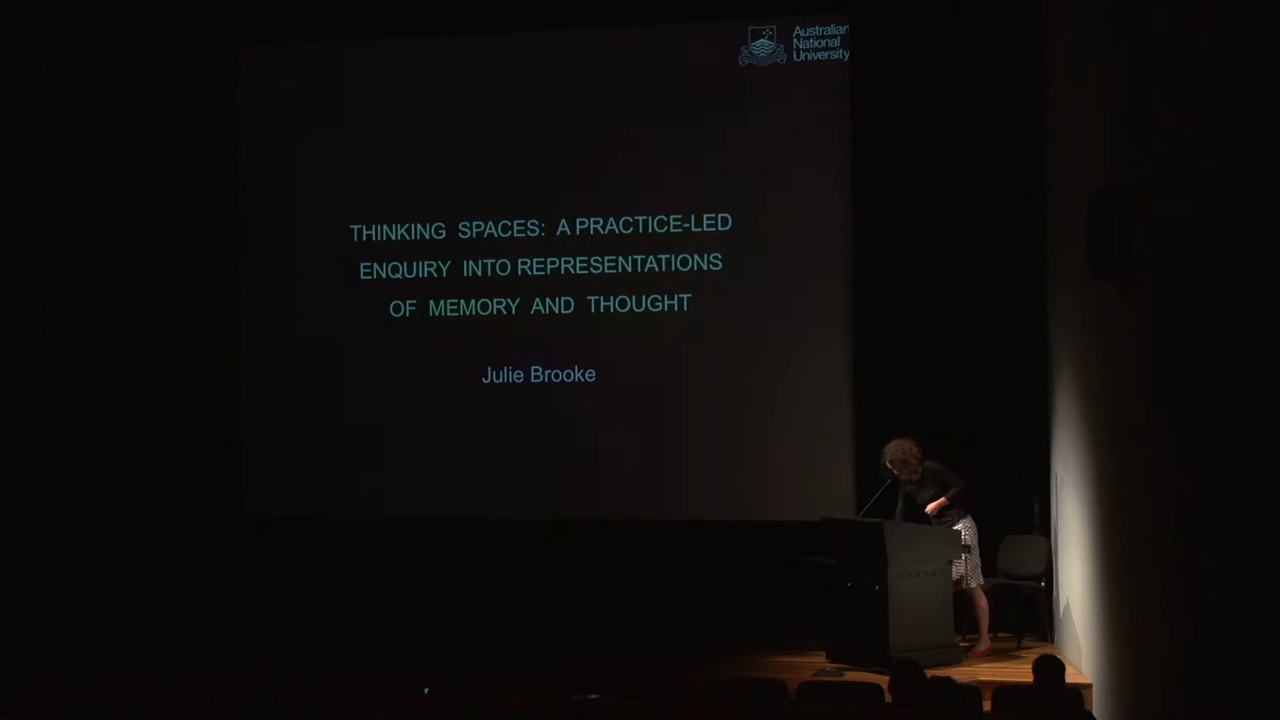 Australian
National
University
THINKING SPACES: A PRACTICE-LED
ENQUIRY INTO REPRESENTATIONS
OF MEMORY AND THOUGHT
Julie Brooke